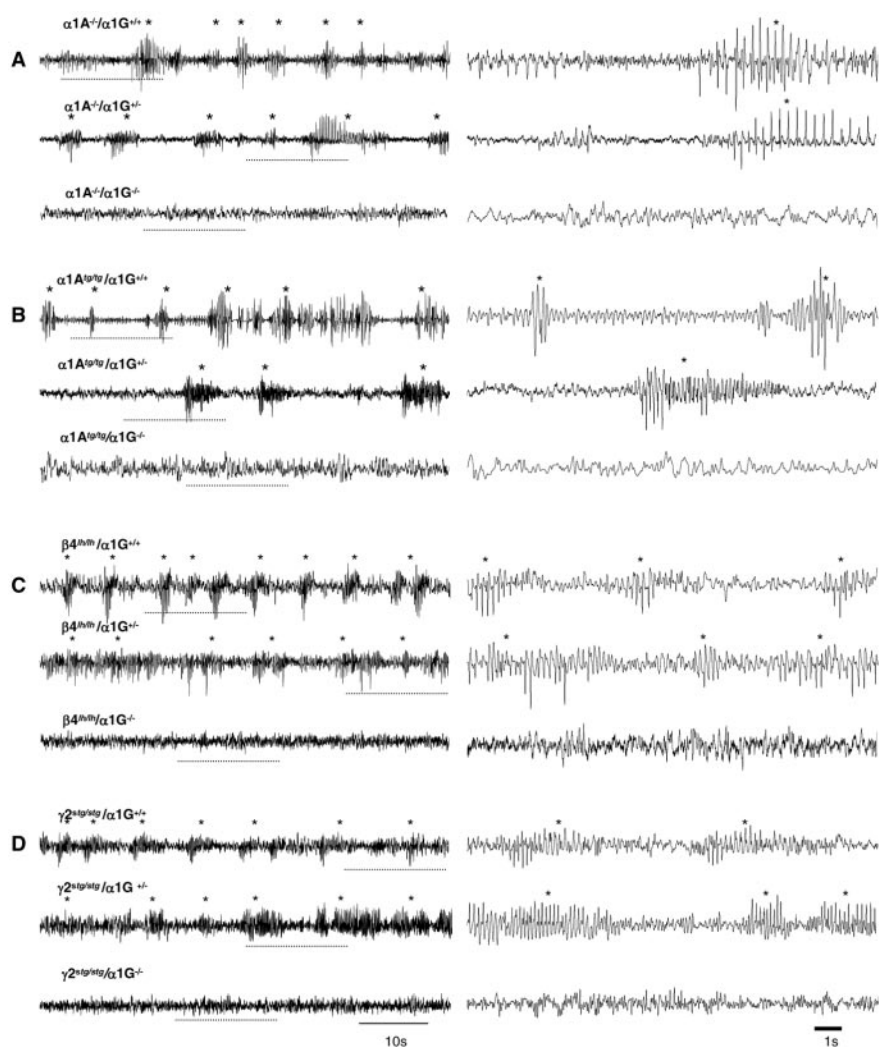 α1A-/-/α1G+/+
* * * * * * *
A
α1A-/-/α1G+/-
* * * * * * *
α1A-/-/α1G-/-
α1Atg/tg/α1G+/+
* * * * * * * *
B
α1Atg/tg/α1G+/-
* * * *
α1Atg/tg/α1G-/-
β4lh/lh/α1G+/+
* * * * * * * * * * *
C
β4lh/lh/α1G+/-
* * * * * * * * *
β4lh/lh/α1G-/-
γ2stg/stg/α1G+/+
* * * * * * * * *
D
γ2stg/stg/α1G +/-
* * * * * * * * *
γ2stg/stg/α1G-/-
10s 1s